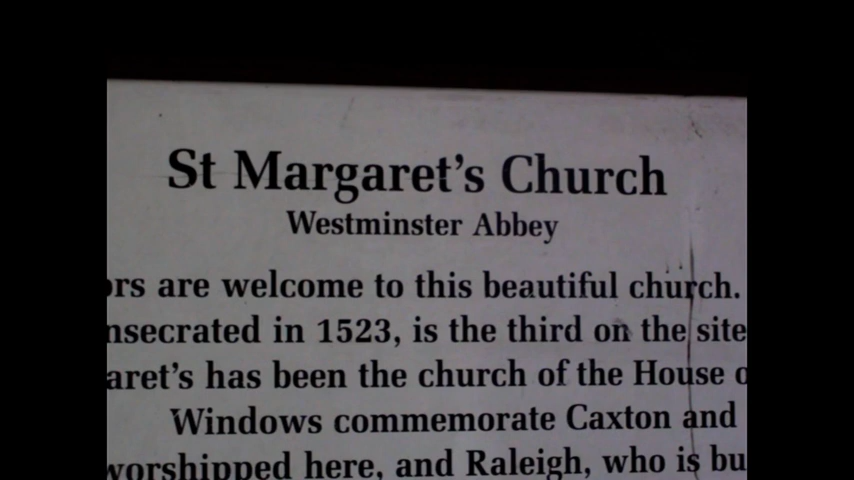 St Margaret's Church
Westminster Abbey
ors are welcome to this beautiful church.
nsecrated in 1523, is the third on the site
aret's has been the church of the House o
Windows commemorate Caxton and
worshipped here, and Raleigh, who is bu